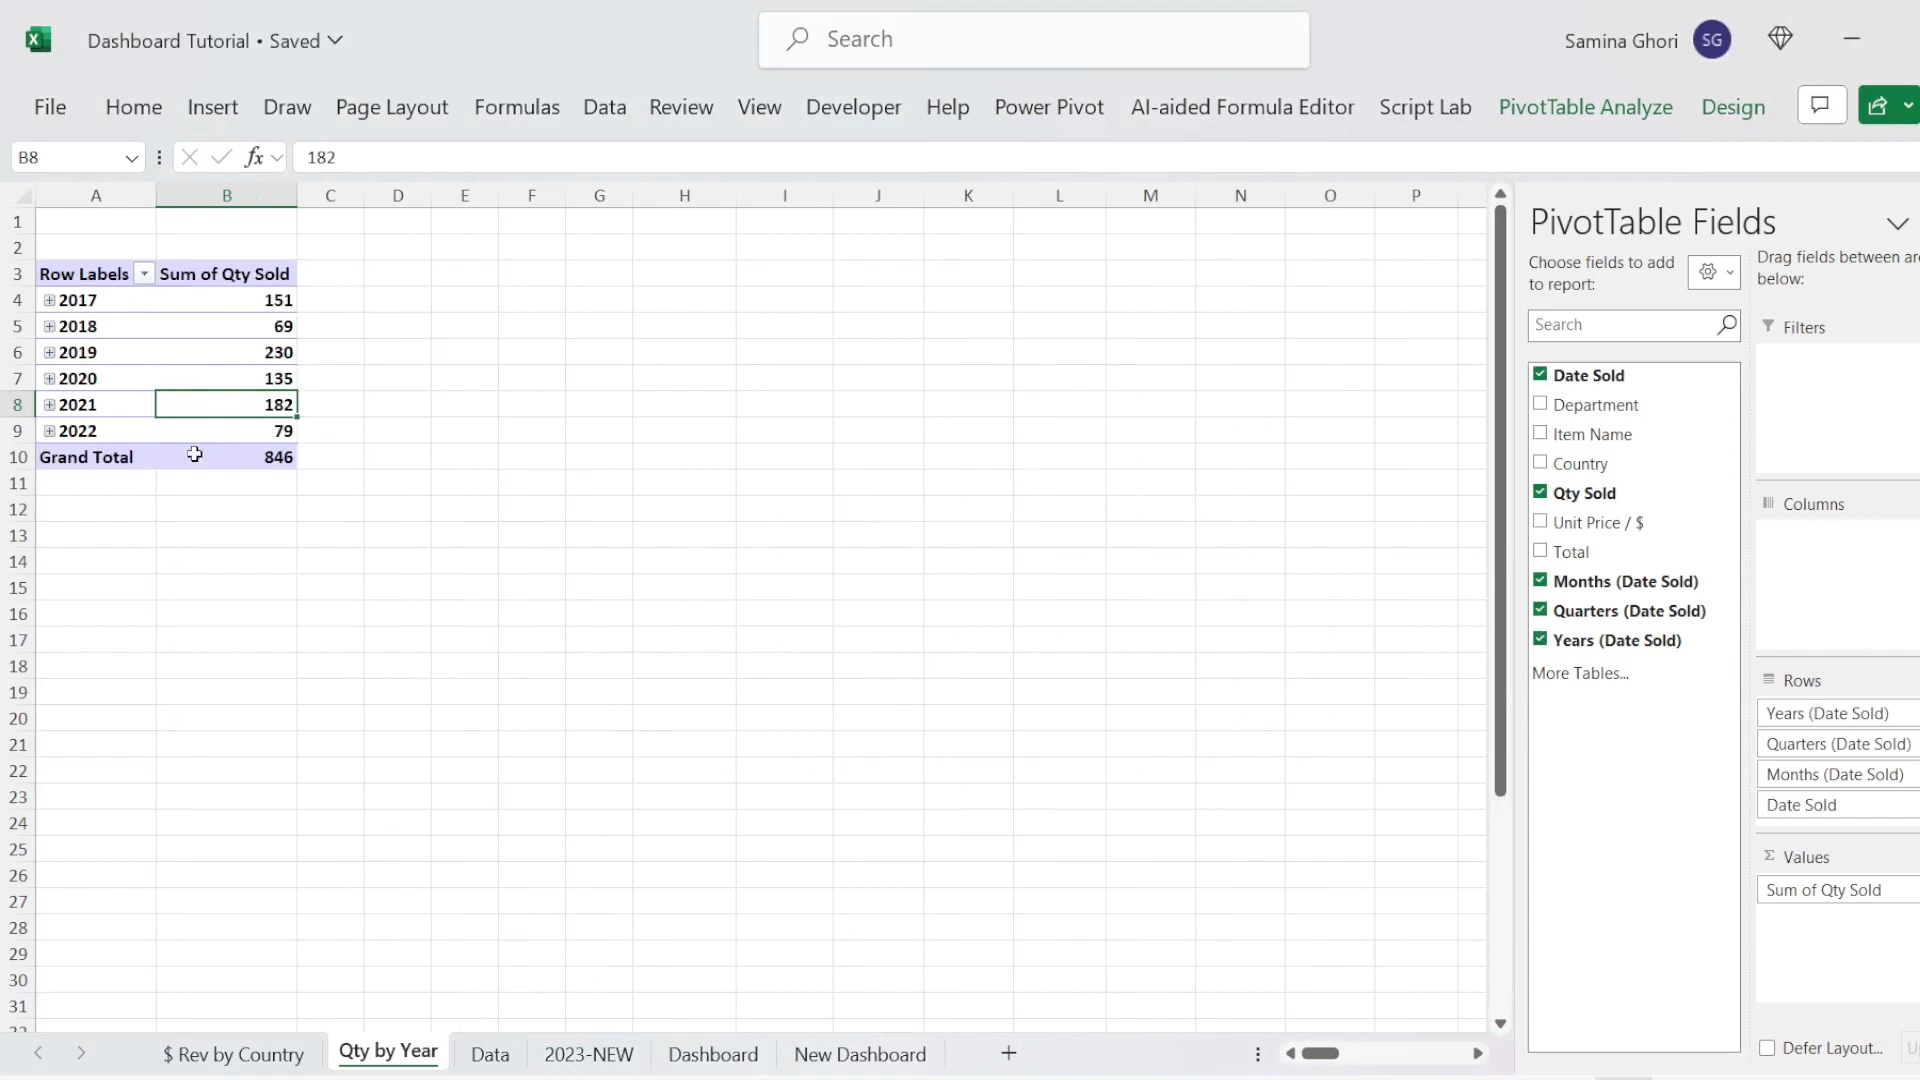 Dashboard Tutorial • Saved
Search
Samina Ghori
SG
File Home Insert Draw Page Layout Formulas Data Review View Developer Help Power Pivot AI-aided Formula Editor Script Lab PivotTable Analyze Design
B8
fx
182
A B C D E F G H I J K L M N O P
1
2
3 Row Labels Sum of Qty Sold
4 2017 151
5 2018 69
6 2019 230
7 2020 135
8 2021 182
9 2022 79
10 Grand Total 846
11
12
13
14
15
16
17
18
19
20
21
22
23
24
25
26
27
28
29
30
31
PivotTable Fields
Choose fields to add
to report:
Search
Date Sold
Department
Item Name
Country
Qty Sold
Unit Price / $
Total
Months (Date Sold)
Quarters (Date Sold)
Years (Date Sold)
More Tables...
Drag fields between
below:
Filters
Columns
Rows
Years (Date Sold)
Quarters (Date Sold)
Months (Date Sold)
Date Sold
Σ Values
Sum of Qty Sold
Defer Layout...
$ Rev by Country Qty by Year Data 2023-NEW Dashboard New Dashboard